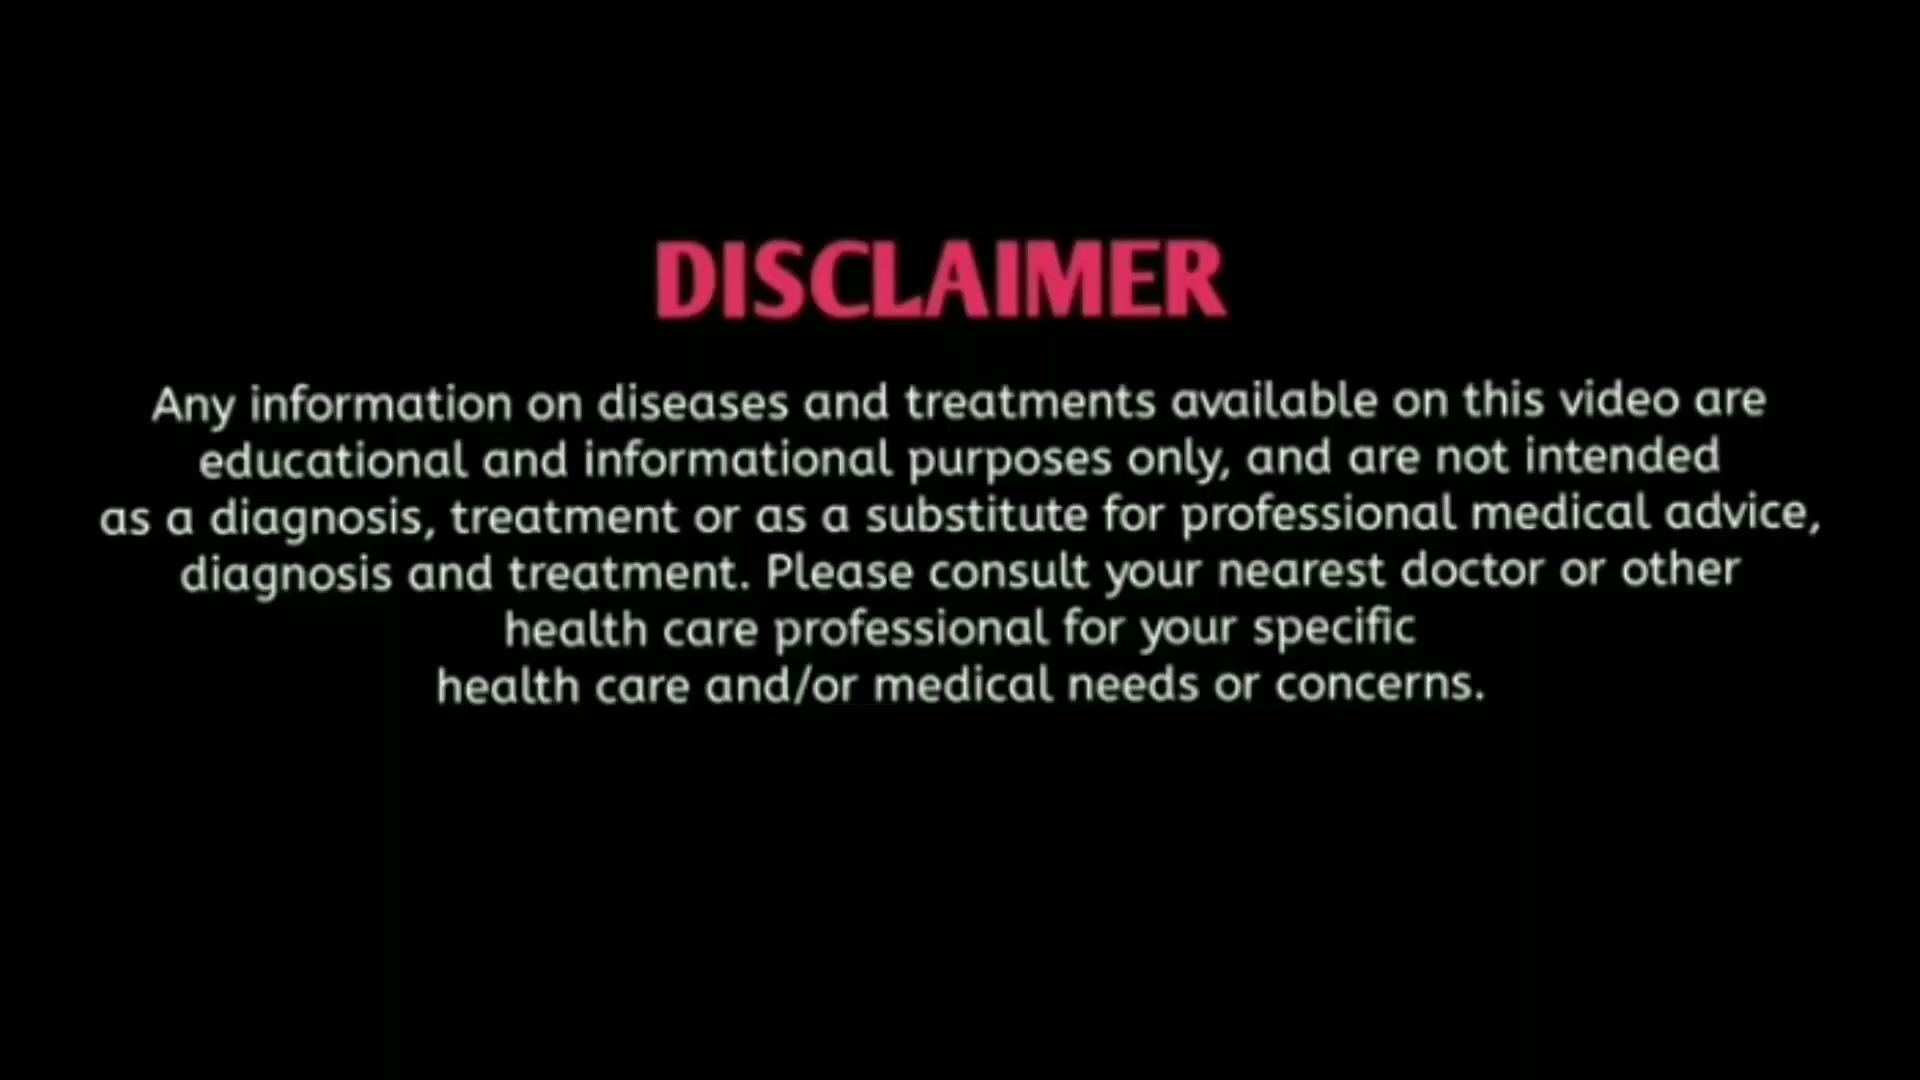 DISCLAIMER
Any information on diseases and treatments available on this video are
educational and informational purposes only, and are not intended
as a diagnosis, treatment or as a substitute for professional medical advice,
diagnosis and treatment. Please consult your nearest doctor or other
health care professional for your specific
health care and/or medical needs or concerns.